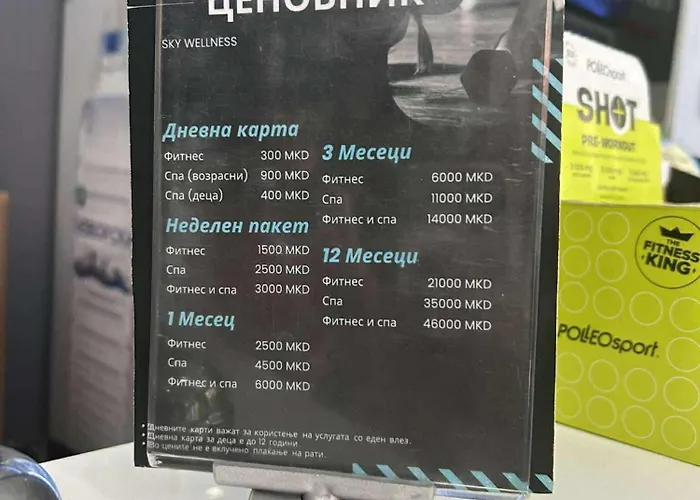 ЦЕНОВНИК
SKY WELLNESS
Дневна карта
Фитнес 300 MKD
Спа (возрасни) 900 MKD
Спа (деца) 400 MKD
Неделен пакет
Фитнес 1500 MKD
Спа 2500 MKD
Фитнес и спа 3000 MKD
1 Месец
Фитнес 2500 MKD
Спа 4500 MKD
Фитнес и спа 6000 MKD
3 Месеци
Фитнес 6000 MKD
Спа 11000 MKD
Фитнес и спа 14000 MKD
12 Месеци
Фитнес 21000 MKD
Спа 35000 MKD
Фитнес и спа 46000 MKD
• Дневните карти важат за користење на услугата со еден влез.
• Дневна карта за деца е до 12 години.
• Во цените не е вклучено плаќање на рати.
POLLEOsport
SHOT
PRE-WORKOUT
THE
FITNESS
KING
POLLEOsport